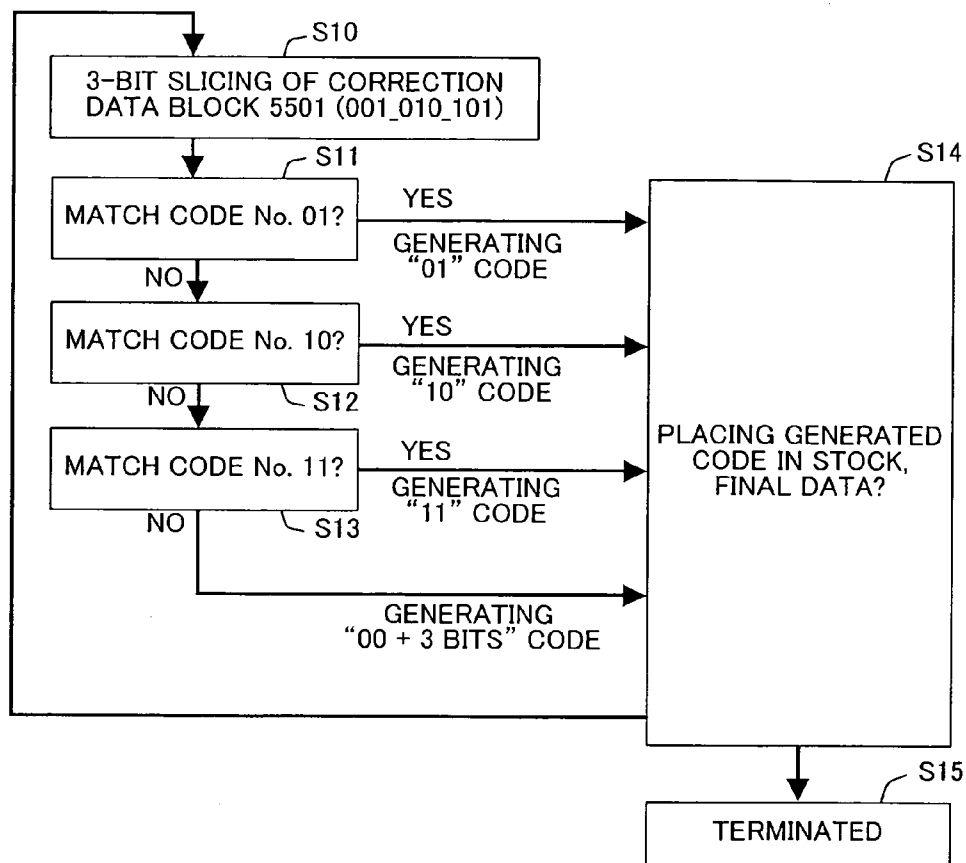 S10
3-BIT SLICING OF CORRECTION
DATA BLOCK 5501 (001_010_101)
S11
MATCH CODE No. 01?
YES
GENERATING
“01” CODE
NO
MATCH CODE No. 10?
YES
GENERATING
“10” CODE
S12
NO
MATCH CODE No. 11?
YES
GENERATING
“11” CODE
S13
NO
GENERATING
“00 + 3 BITS” CODE
S14
PLACING GENERATED
CODE IN STOCK,
FINAL DATA?
S15
TERMINATED